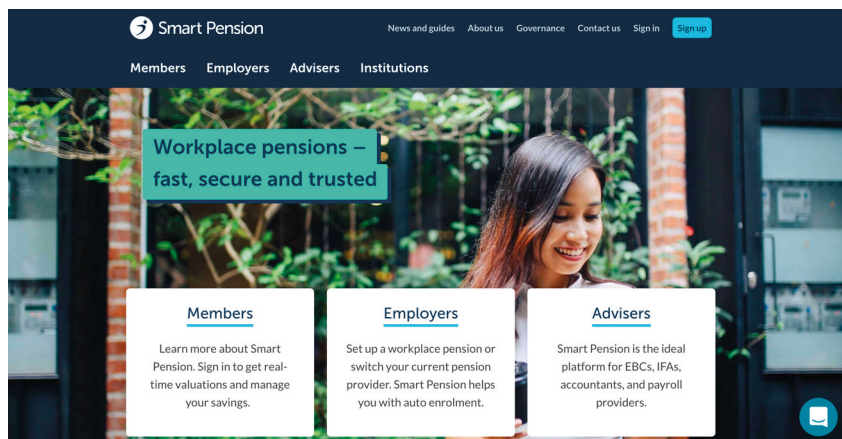 Smart Pension
News and guides About us Governance Contact us Sign in Sign up
Members Employers Advisers Institutions
Workplace pensions –
fast, secure and trusted
Members
Learn more about Smart
Pension. Sign in to get real-
time valuations and manage
your savings.
Employers
Set up a workplace pension or
switch your current pension
provider. Smart Pension helps
you with auto enrolment.
Advisers
Smart Pension is the ideal
platform for EBCs, IFAs,
accountants, and payroll
providers.